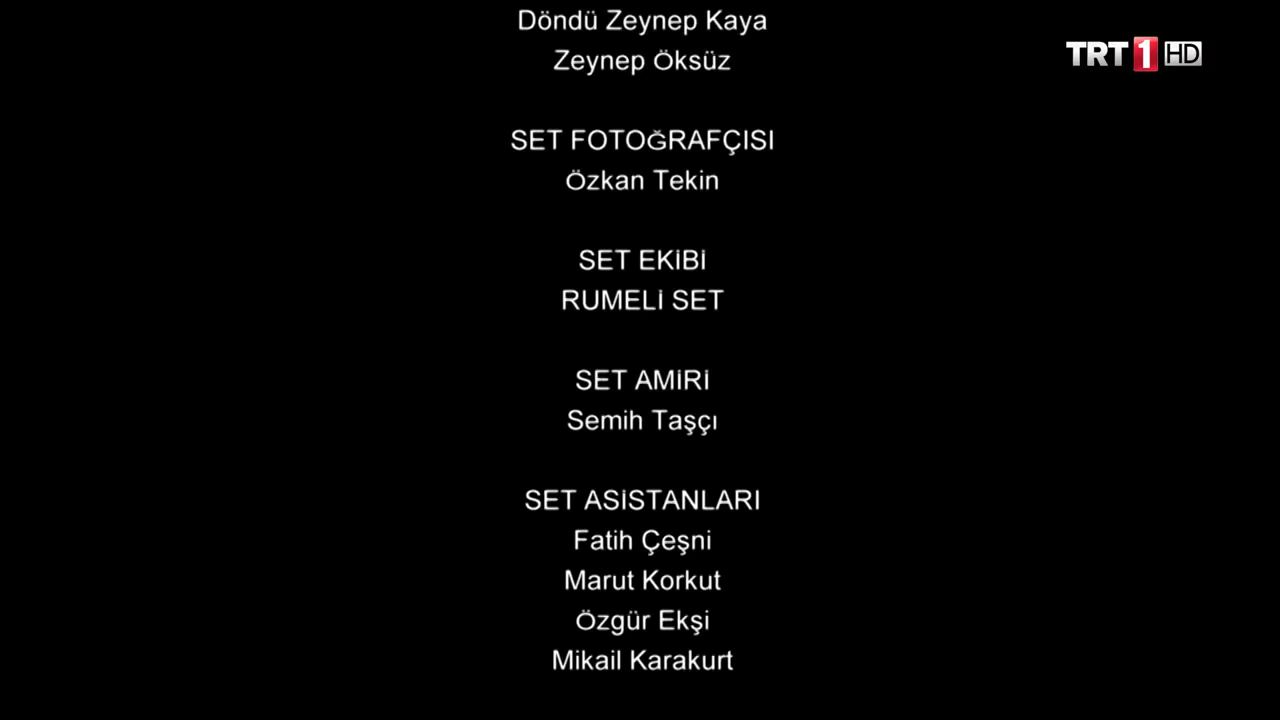 Döndü Zeynep Kaya
TRT 1 HD
Zeynep Öksüz
SET FOTOĞRAFÇISI
Özkan Tekin
SET EKİBİ
RUMELİ SET
SET AMİRİ
Semih Taşçı
SET ASİSTANLARI
Fatih Çeşni
Marut Korkut
Özgür Ekşi
Mikail Karakurt